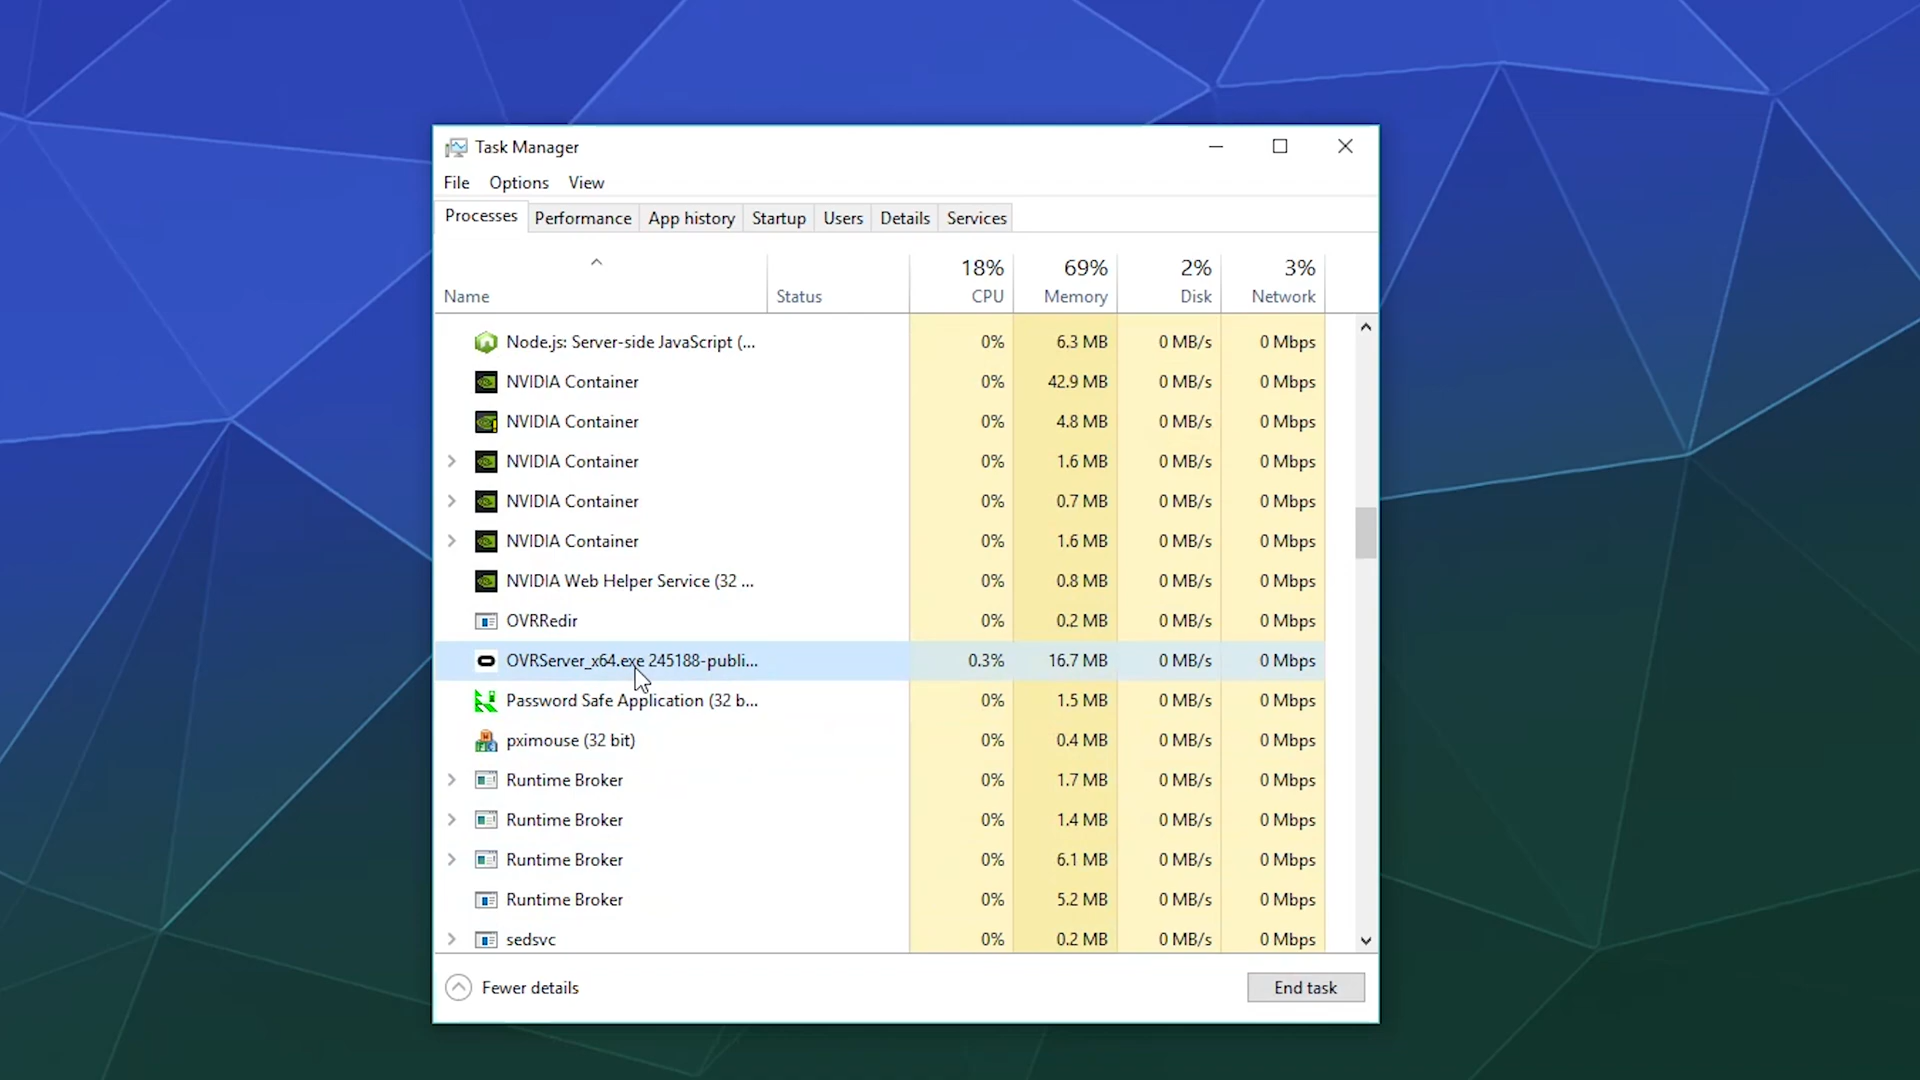 Task Manager
File Options View
Processes Performance App history Startup Users Details Services
18% 69% 2% 3%
Name Status CPU Memory Disk Network
Node.js: Server-side JavaScript (... 0% 6.3 MB 0 MB/s 0 Mbps
NVIDIA Container 0% 42.9 MB 0 MB/s 0 Mbps
NVIDIA Container 0% 4.8 MB 0 MB/s 0 Mbps
NVIDIA Container 0% 1.6 MB 0 MB/s 0 Mbps
NVIDIA Container 0% 0.7 MB 0 MB/s 0 Mbps
NVIDIA Container 0% 1.6 MB 0 MB/s 0 Mbps
NVIDIA Web Helper Service (32 ... 0% 0.8 MB 0 MB/s 0 Mbps
OVRRedir 0% 0.2 MB 0 MB/s 0 Mbps
OVRServer_x64.exe 245188-publi... 0.3% 16.7 MB 0 MB/s 0 Mbps
Password Safe Application (32 b... 0% 1.5 MB 0 MB/s 0 Mbps
pximouse (32 bit) 0% 0.4 MB 0 MB/s 0 Mbps
Runtime Broker 0% 1.7 MB 0 MB/s 0 Mbps
Runtime Broker 0% 1.4 MB 0 MB/s 0 Mbps
Runtime Broker 0% 6.1 MB 0 MB/s 0 Mbps
Runtime Broker 0% 5.2 MB 0 MB/s 0 Mbps
sedsvc 0% 0.2 MB 0 MB/s 0 Mbps
Fewer details End task